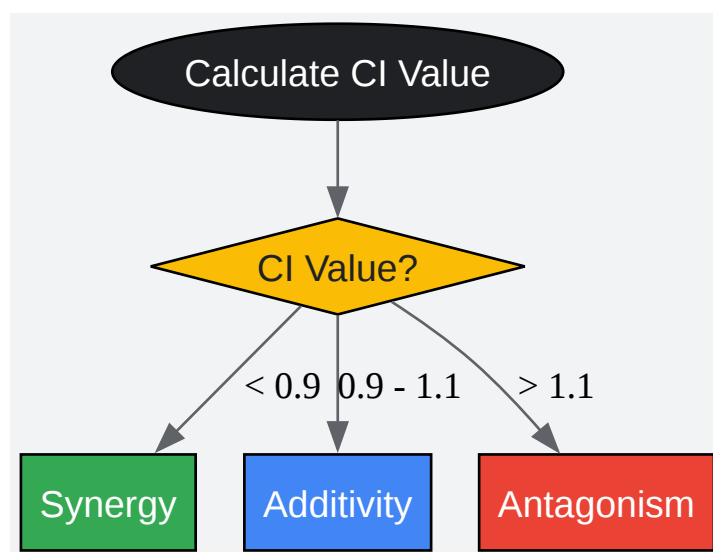 Calculate CI Value
CI Value?
< 0.9
0.9 - 1.1
> 1.1
Synergy
Additivity
Antagonism